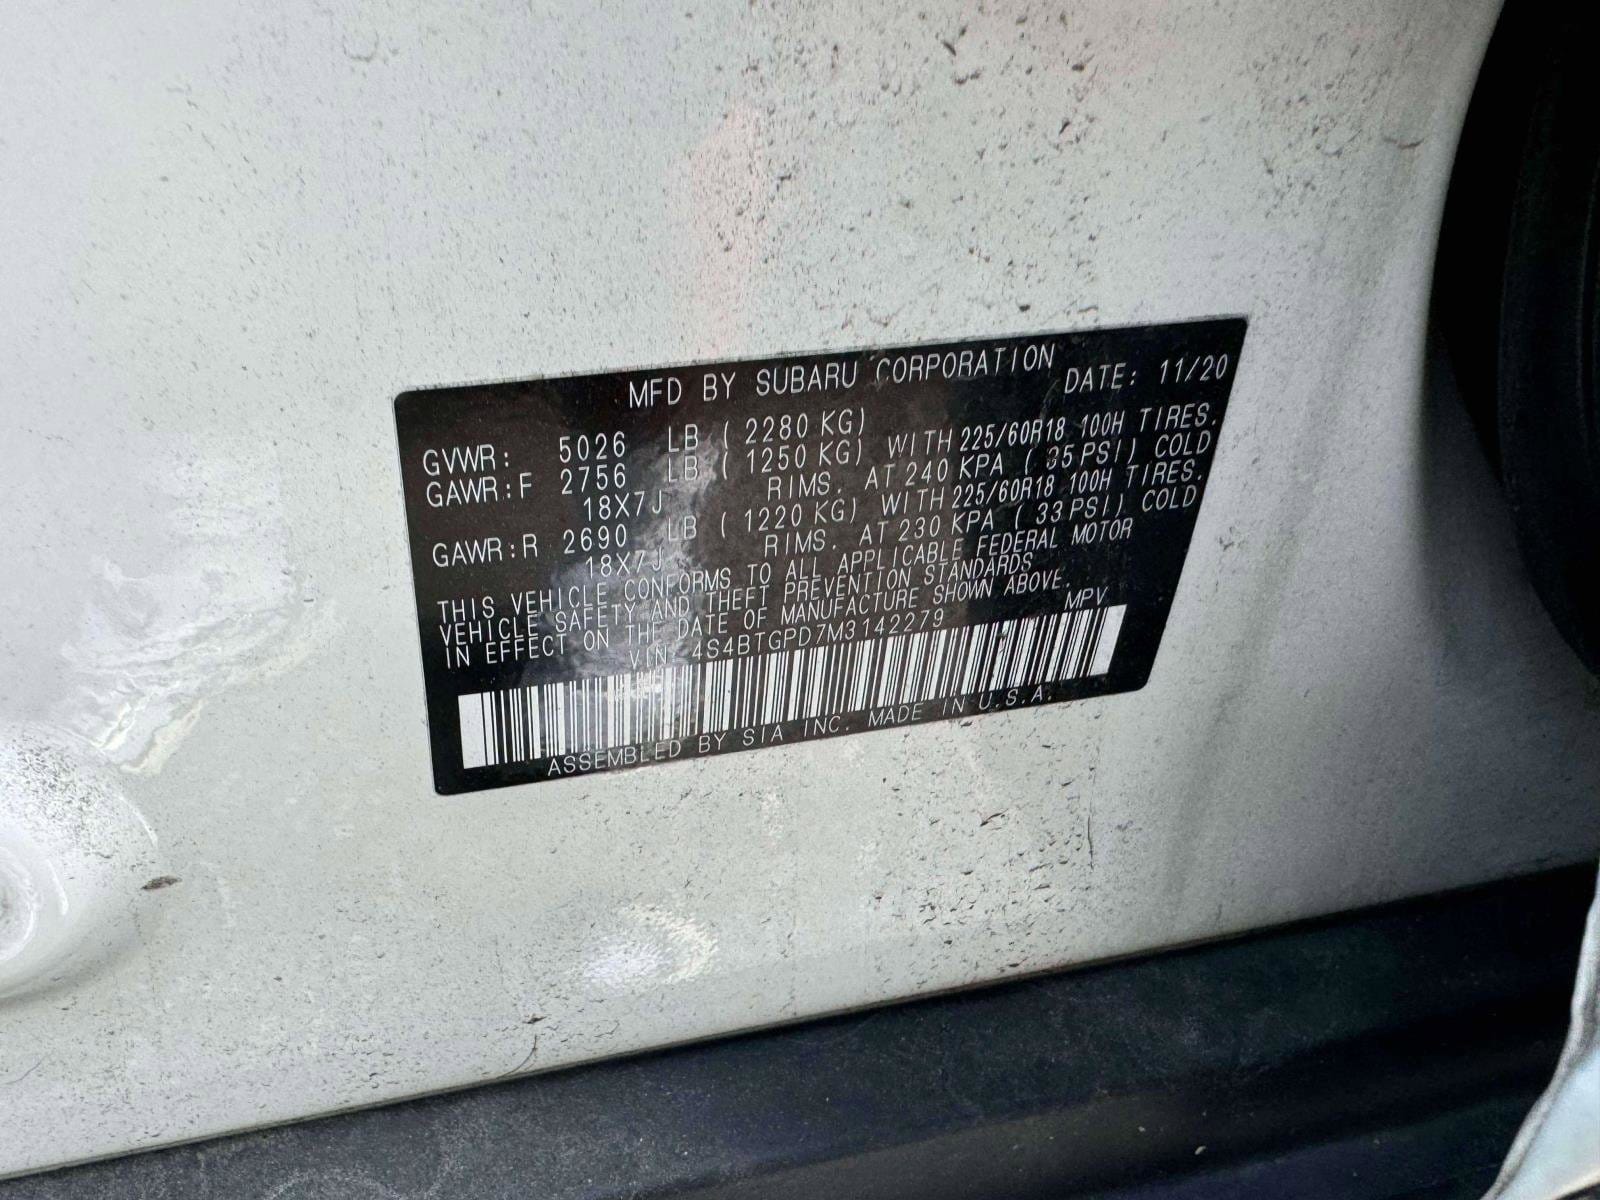 MFD BY SUBARU CORPORATION DATE: 11/20
GVWR: 5026 LB ( 2280 KG)
GAWR:F 2756 LB ( 1250 KG) WITH 225/60R18 100H TIRES.
18X7J RIMS. AT 240 KPA ( 35 PSI) COLD
GAWR:R 2690 LB ( 1220 KG) WITH 225/60R18 100H TIRES.
18X7J RIMS. AT 230 KPA ( 33 PSI) COLD
THIS VEHICLE CONFORMS TO ALL APPLICABLE FEDERAL MOTOR
VEHICLE SAFETY AND THEFT PREVENTION STANDARDS
IN EFFECT ON THE DATE OF MANUFACTURE SHOWN ABOVE.
VIN: 4S4BTGPD7M3142279 MPV
ASSEMBLED BY SIA INC. MADE IN U.S.A.